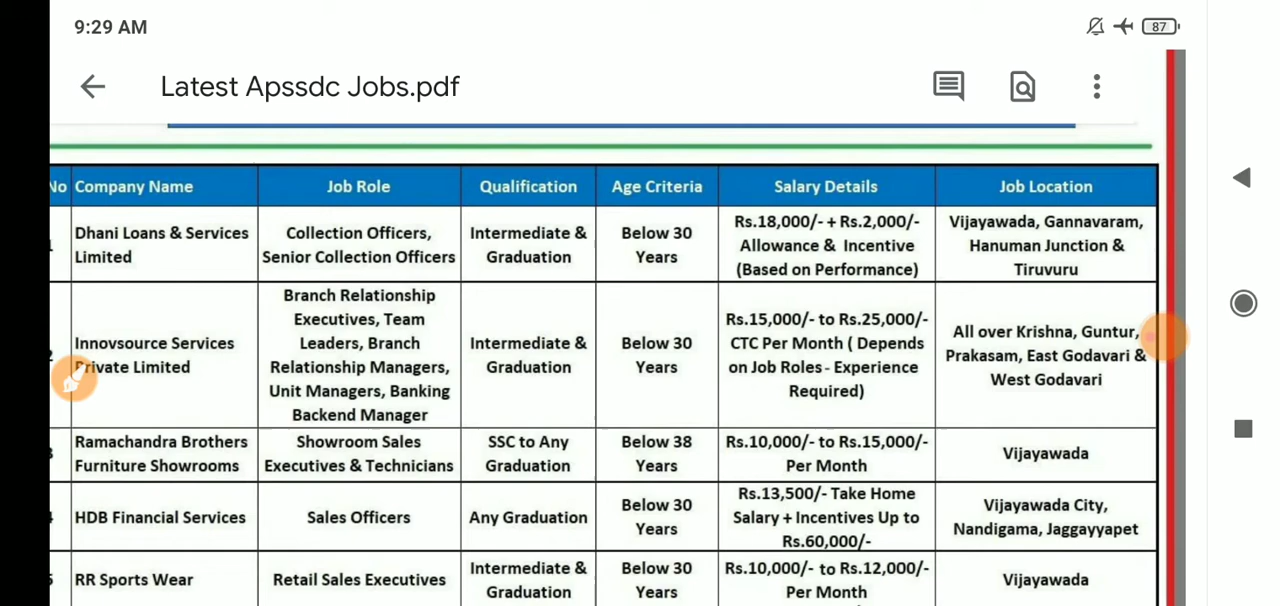 9:29 AM
87
Latest Apssdc Jobs.pdf
No Company Name Job Role Qualification Age Criteria Salary Details Job Location
1
Dhani Loans & Services
Limited
Collection Officers,
Senior Collection Officers
Intermediate &
Graduation
Below 30
Years
Rs.18,000/- + Rs.2,000/-
Allowance & Incentive
(Based on Performance)
Vijayawada, Gannavaram,
Hanuman Junction &
Tiruvuru
2
Innovsource Services
Private Limited
Branch Relationship
Executives, Team
Leaders, Branch
Relationship Managers,
Unit Managers, Banking
Backend Manager
Intermediate &
Graduation
Below 30
Years
Rs.15,000/- to Rs.25,000/-
CTC Per Month ( Depends
on Job Roles - Experience
Required)
All over Krishna, Guntur,
Prakasam, East Godavari &
West Godavari
3
Ramachandra Brothers
Furniture Showrooms
Showroom Sales
Executives & Technicians
SSC to Any
Graduation
Below 38
Years
Rs.10,000/- to Rs.15,000/-
Per Month
Vijayawada
4
HDB Financial Services
Sales Officers
Any Graduation
Below 30
Years
Rs.13,500/- Take Home
Salary + Incentives Up to
Rs.60,000/-
Vijayawada City,
Nandigama, Jaggayyapet
5
RR Sports Wear
Retail Sales Executives
Intermediate &
Graduation
Below 30
Years
Rs.10,000/- to Rs.12,000/-
Per Month
Vijayawada